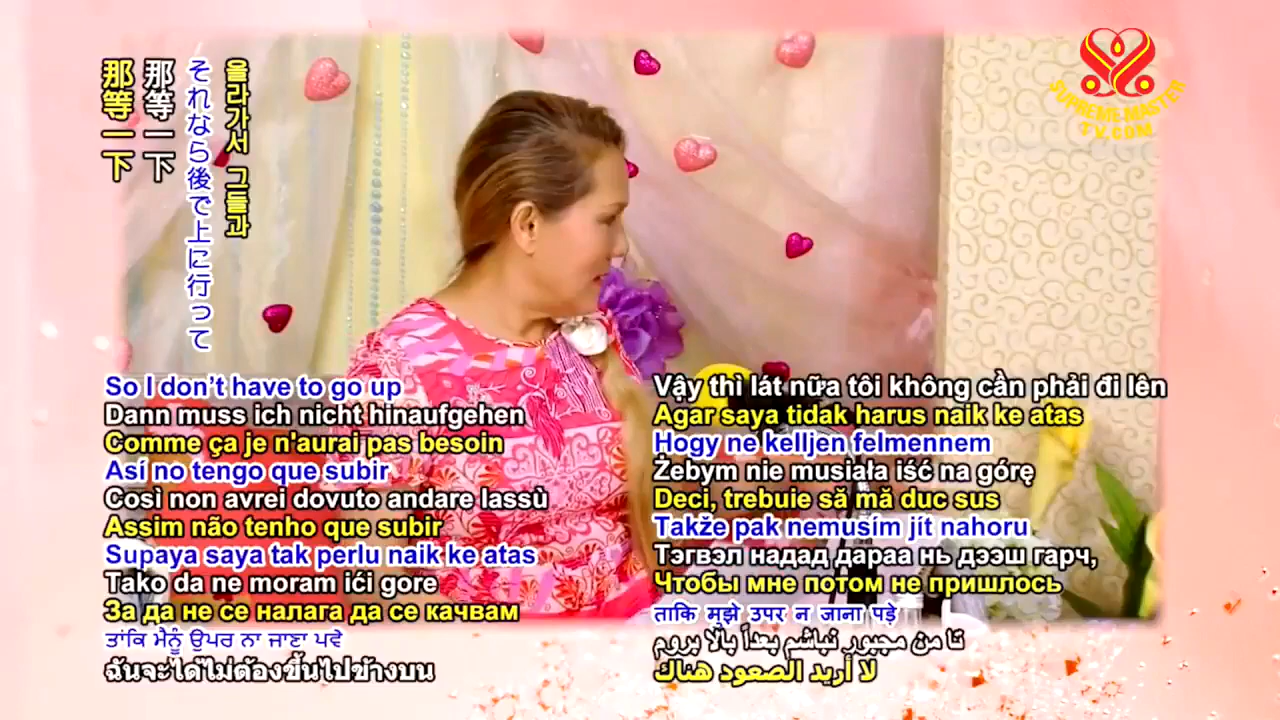 올라가서 그들과
それなら後で上に行って
那等一下
那等一下
SUPREME MASTER
TV.COM
So I don't have to go up
Dann muss ich nicht hinaufgehen
Comme ça je n'aurai pas besoin
Así no tengo que subir
Così non avrei dovuto andare lassù
Assim não tenho que subir
Supaya saya tak perlu naik ke atas
Tako da ne moram ići gore
За да не се налага да се качвам
ਤਾਂਕਿ ਮੈਨੂੰ ਉਪਰ ਨਾ ਜਾਣਾ ਪਵੇ
ฉันจะได้ไม่ต้องขึ้นไปข้างบน
Vậy thì lát nữa tôi không cần phải đi lên
Agar saya tidak harus naik ke atas
Hogy ne kelljen felmennem
Żebym nie musiała iść na górę
Deci, trebuie să mă duc sus
Takže pak nemusím jít nahoru
Тэгвэл надад дараа нь дээш гарч,
Чтобы мне потом не пришлось
ताकि मुझे उपर न जाना पड़े
تا من مجبور نباشم بعداً بالا بروم
لا أريد الصعود هناك